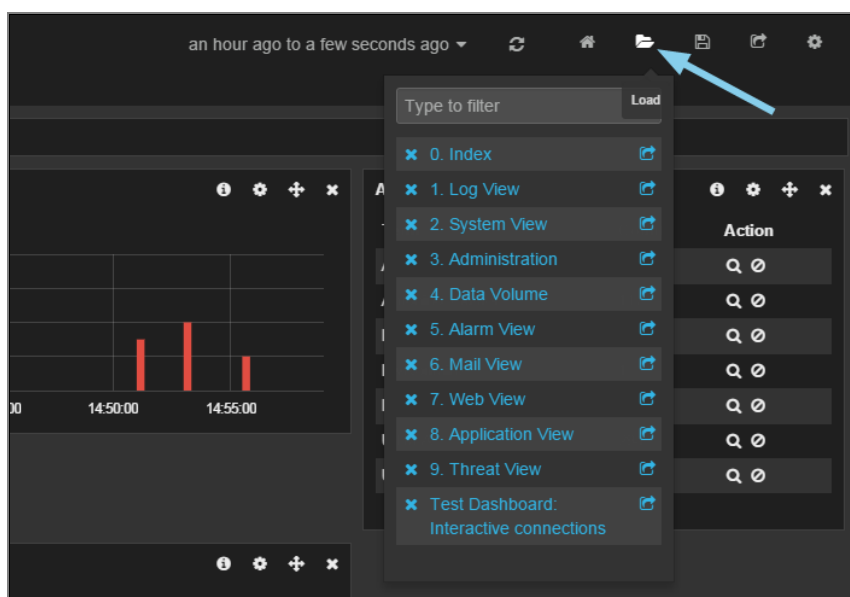 an hour ago to a few seconds ago
Type to filter
Load
0. Index
1. Log View
A
2. System View
Action
3. Administration
4. Data Volume
5. Alarm View
6. Mail View
7. Web View
14:50:00
14:55:00
8. Application View
9. Threat View
Test Dashboard:
Interactive connections